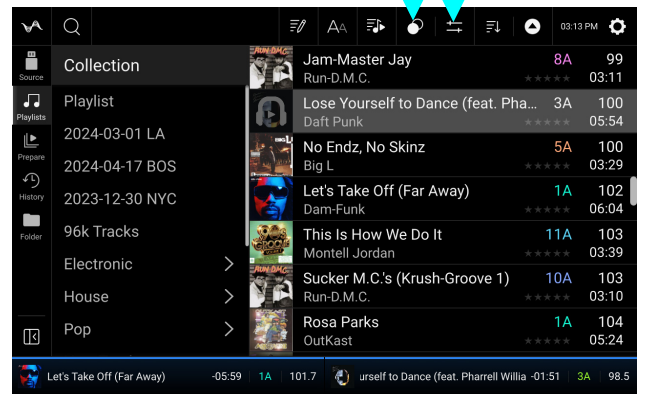 AA
03:13 PM
Source
Playlists
Prepare
History
Folder
Collection
Playlist
2024-03-01 LA
2024-04-17 BOS
2023-12-30 NYC
96k Tracks
Electronic
House
Pop
Jam-Master Jay 8A 99
Run-D.M.C. 03:11
Lose Yourself to Dance (feat. Pha... 3A 100
Daft Punk 05:54
No Endz, No Skinz 5A 100
Big L 03:29
Let's Take Off (Far Away) 1A 102
Dam-Funk 06:04
This Is How We Do It 11A 103
Montell Jordan 03:39
Sucker M.C.'s (Krush-Groove 1) 10A 103
Run-D.M.C. 03:10
Rosa Parks 1A 104
OutKast 05:24
Let's Take Off (Far Away) -05:59 1A 101.7
urself to Dance (feat. Pharrell Willia -01:51 3A 98.5